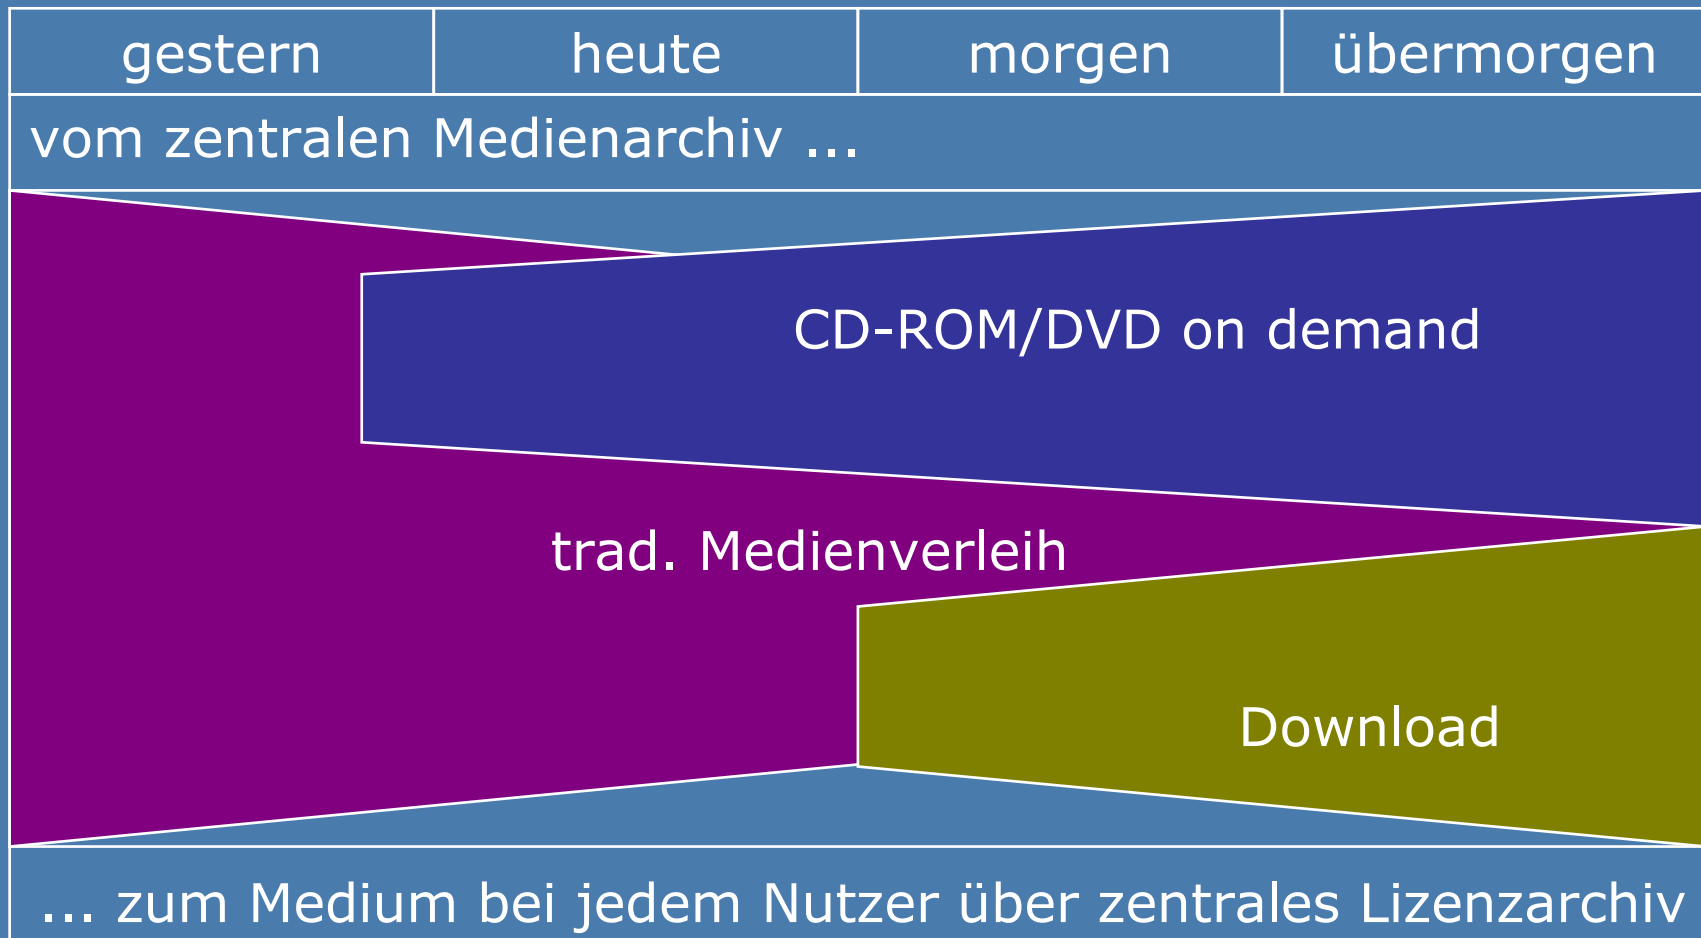 gestern heute morgen übermorgen
vom zentralen Medienarchiv ...
CD-ROM/DVD on demand
trad. Medienverleih
Download
... zum Medium bei jedem Nutzer über zentrales Lizenzarchiv